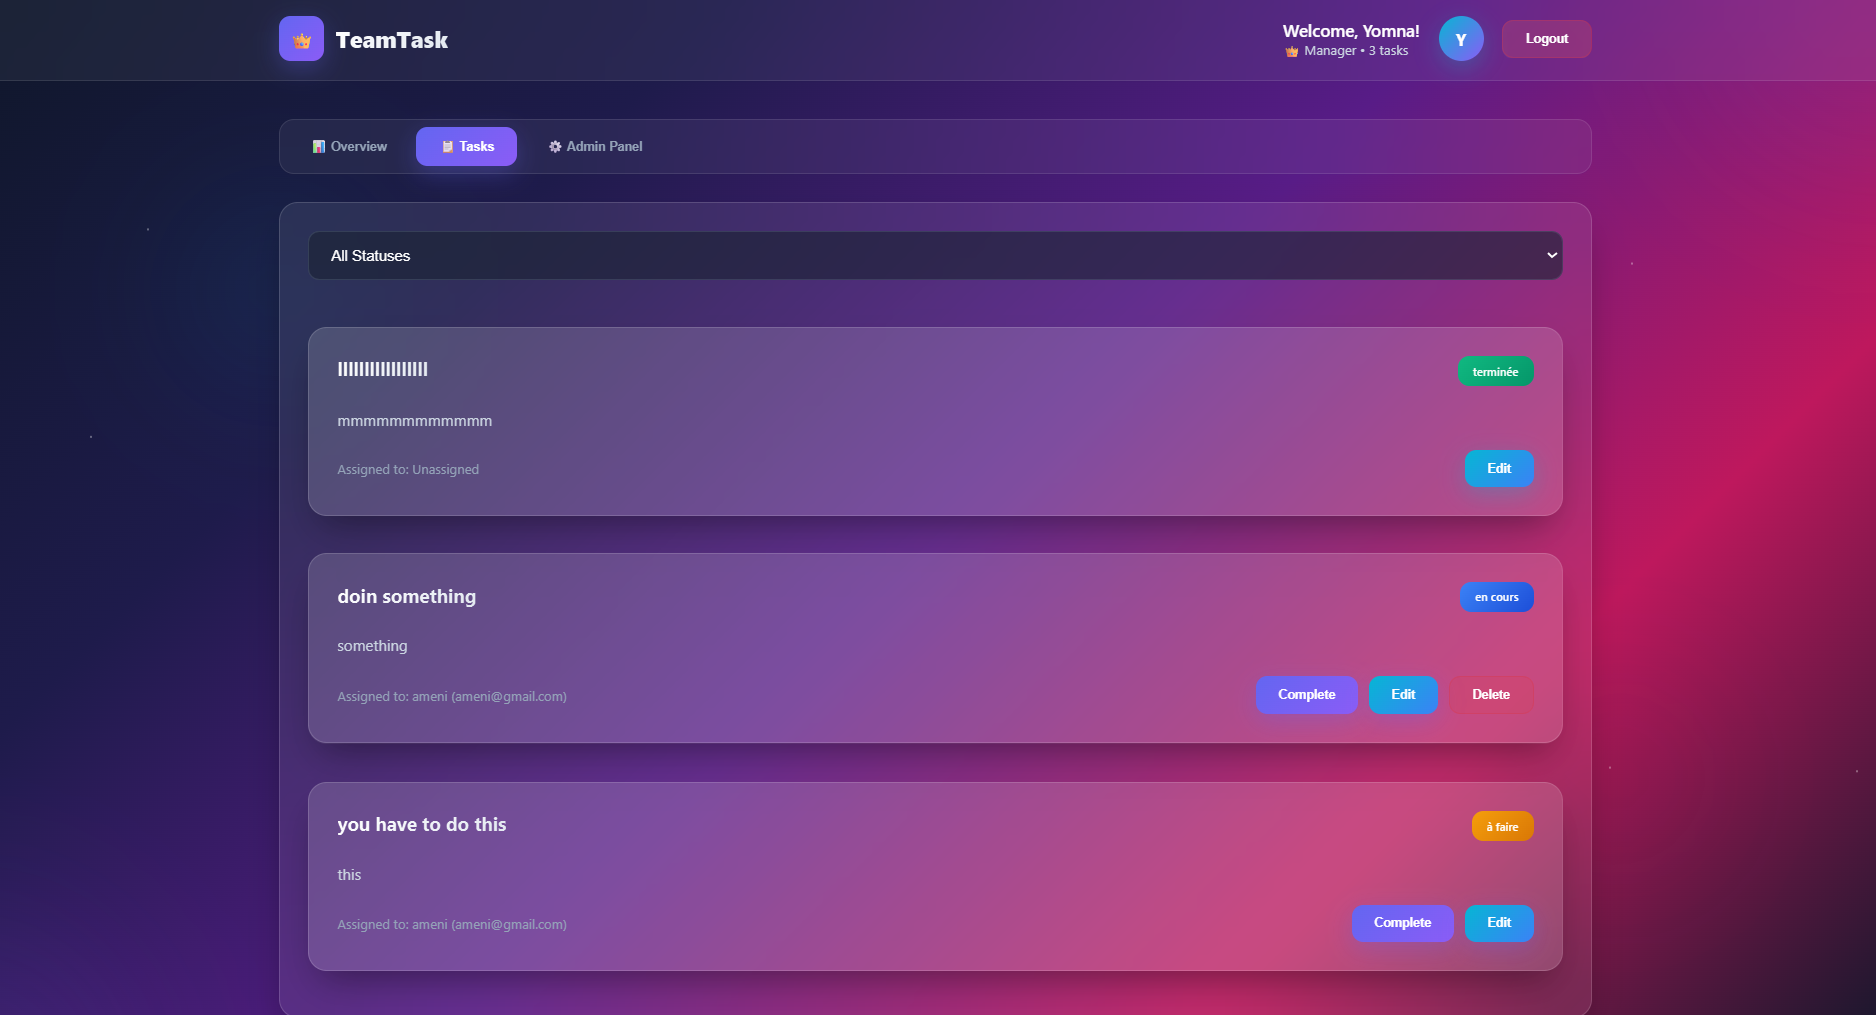 TeamTask
Welcome, Yomna!
Manager • 3 tasks
Y
Logout
Overview
Tasks
Admin Panel
All Statuses
llllllllllllllll
terminée
mmmmmmmmmmmm
Assigned to: Unassigned
Edit
doin something
en cours
something
Assigned to: ameni (ameni@gmail.com)
Complete
Edit
Delete
you have to do this
à faire
this
Assigned to: ameni (ameni@gmail.com)
Complete
Edit